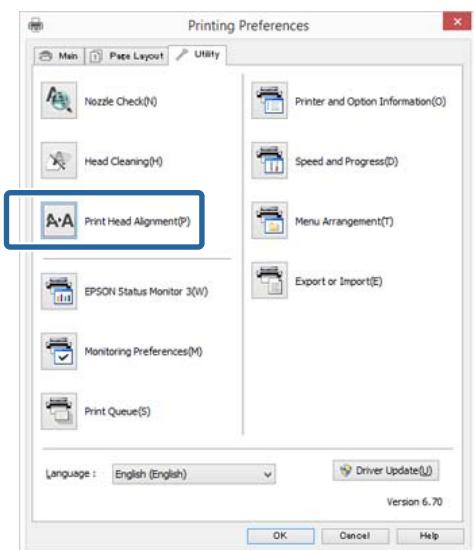 Printing Preferences
Main
Page Layout
Utility
Nozzle Check(N)
Head Cleaning(H)
Print Head Alignment(P)
EPSON Status Monitor 3(W)
Monitoring Preferences(M)
Print Queue(S)
Printer and Option Information(O)
Speed and Progress(D)
Menu Arrangement(T)
Export or Import(E)
Language :
English (English)
Driver Update(U)
Version 6.70
OK
Cancel
Help